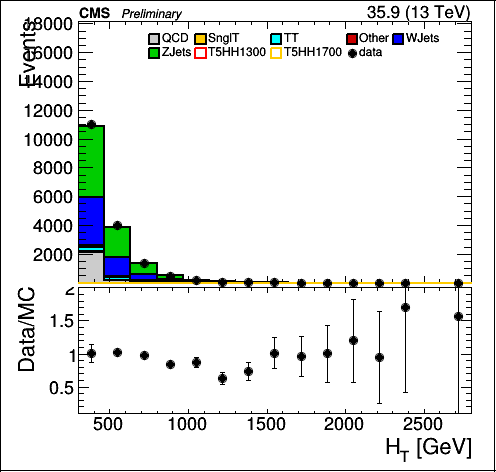 CMS Preliminary 35.9 (13 TeV)
18000
Events
QCD SnglT TT Other WJets
ZJets T5HH1300 T5HH1700 data
16000
14000
12000
10000
8000
6000
4000
2000
Data/MC
2
1.5
1
0.5
500 1000 1500 2000 2500
H_T [GeV]